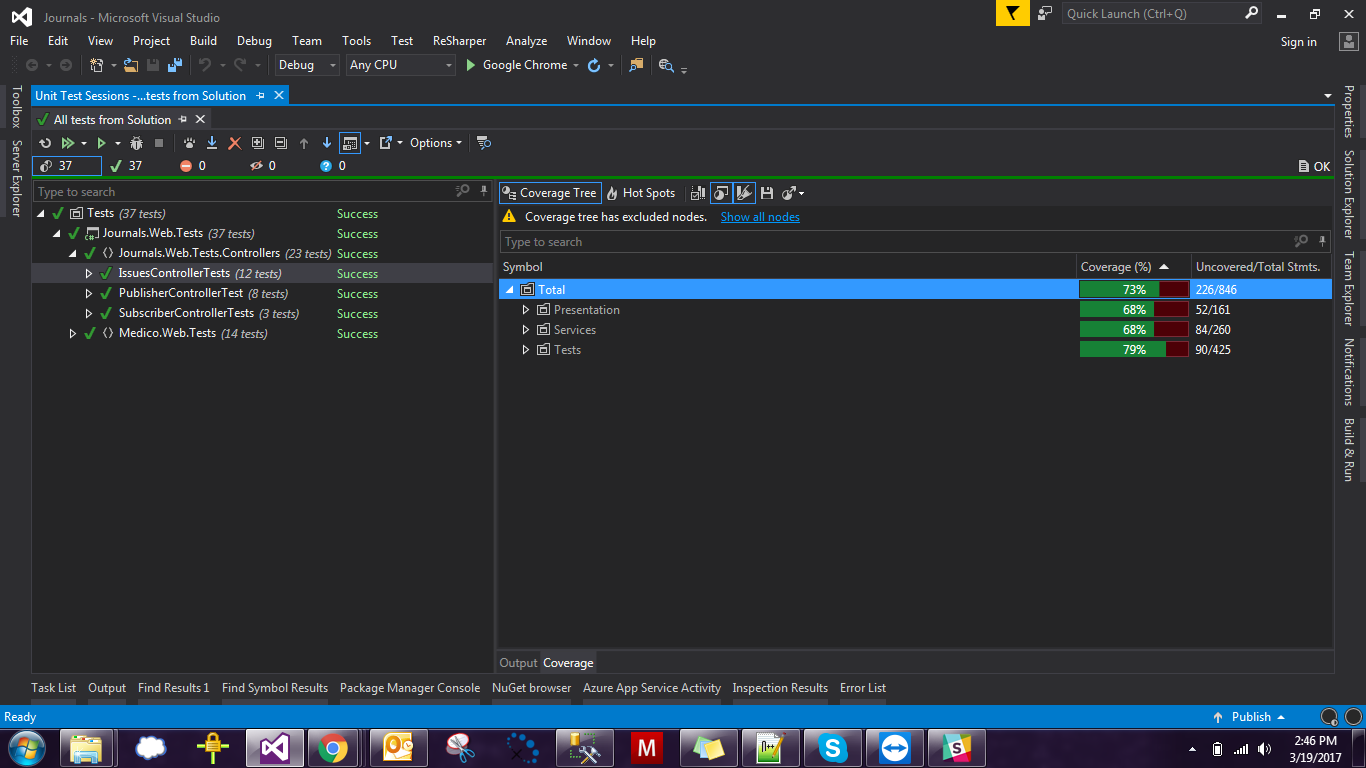 Journals - Microsoft Visual Studio
Quick Launch (Ctrl+Q)
File Edit View Project Build Debug Team Tools Test ReSharper Analyze Window Help
Sign in
Debug Any CPU Google Chrome
Toolbox
Server Explorer
Unit Test Sessions -...tests from Solution
All tests from Solution
Options
37 37 0 0 0
OK
Type to search
Tests (37 tests) Success
Journals.Web.Tests (37 tests) Success
Journals.Web.Tests.Controllers (23 tests) Success
IssuesControllerTests (12 tests) Success
PublisherControllerTest (8 tests) Success
SubscriberControllerTests (3 tests) Success
Medico.Web.Tests (14 tests) Success
Coverage Tree Hot Spots
Coverage tree has excluded nodes. Show all nodes
Type to search
Symbol Coverage (%) Uncovered/Total Stmts.
Total 73% 226/846
Presentation 68% 52/161
Services 68% 84/260
Tests 79% 90/425
Output Coverage
Properties
Solution Explorer
Team Explorer
Notifications
Build & Run
Task List Output Find Results 1 Find Symbol Results Package Manager Console NuGet browser Azure App Service Activity Inspection Results Error List
Ready
Publish
M
S
2:46 PM
3/19/2017